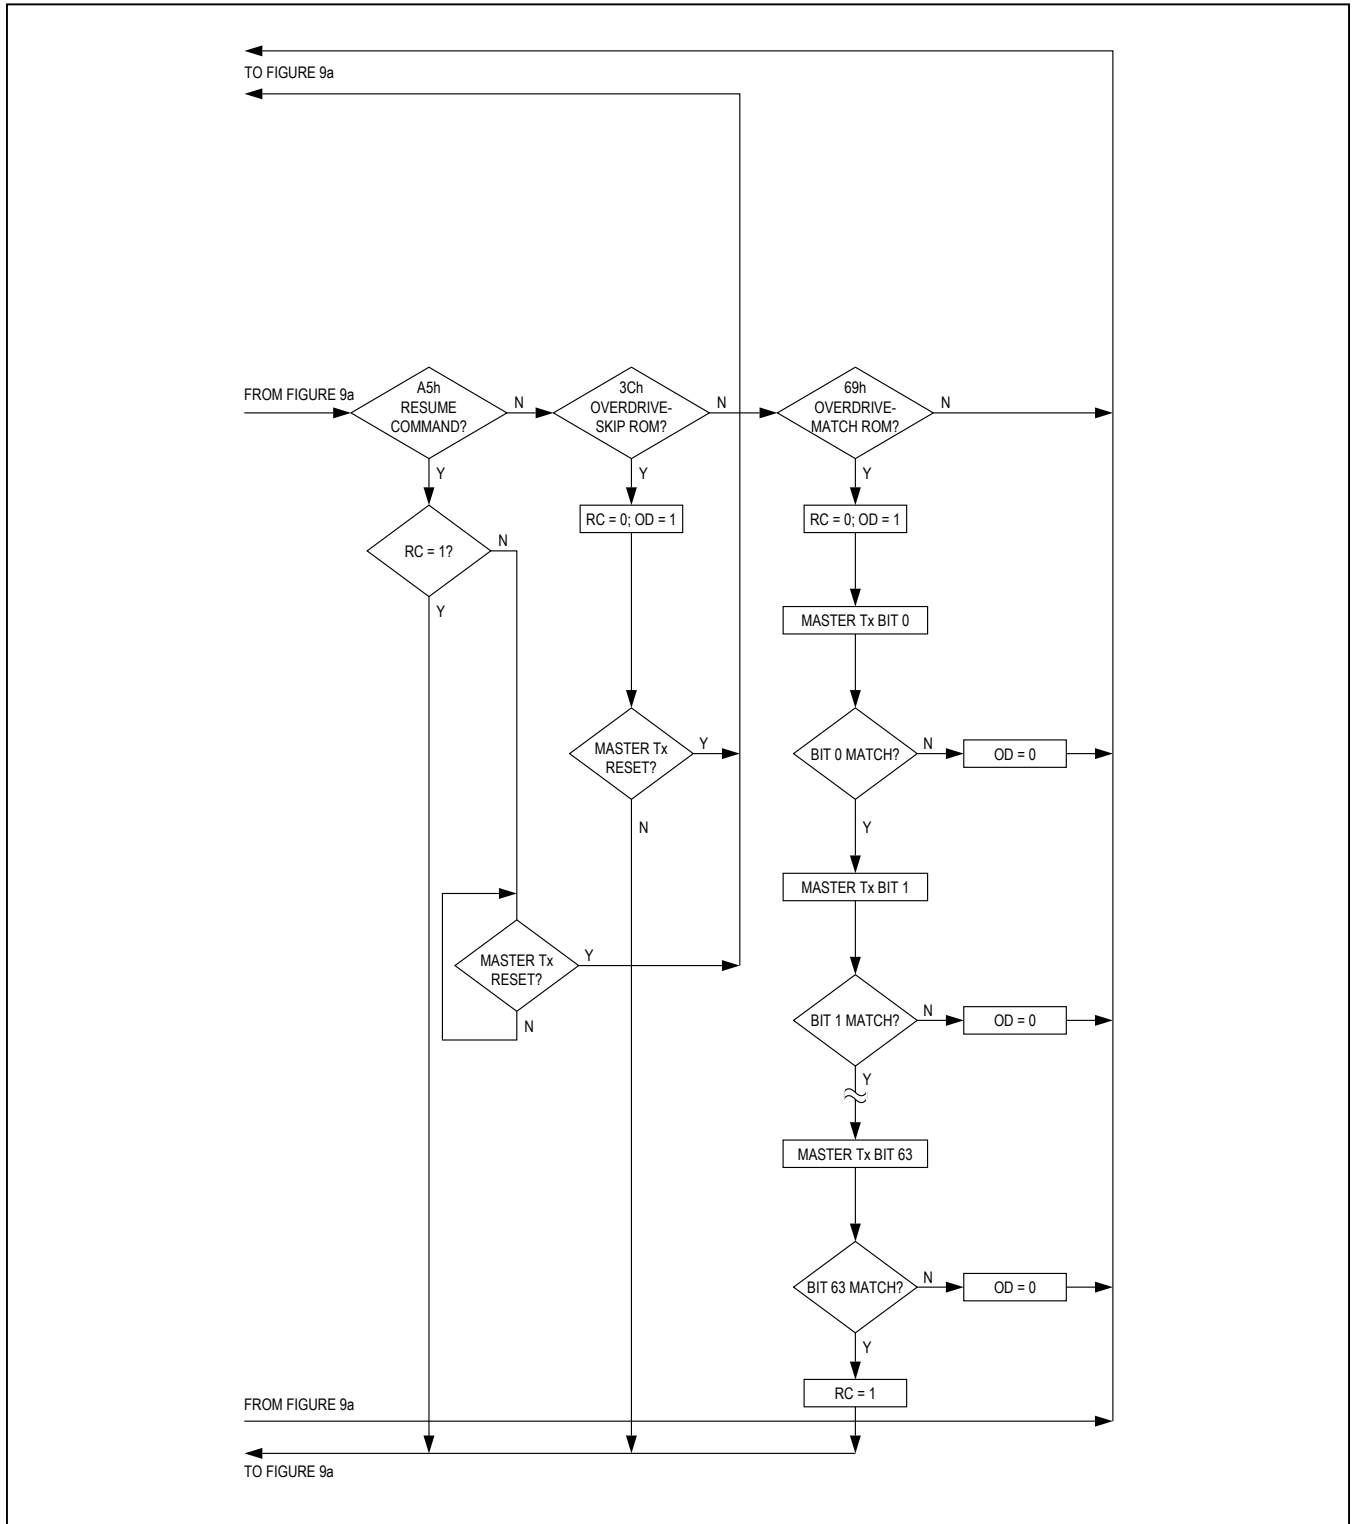 TO FIGURE 9a
FROM FIGURE 9a
A5h
RESUME
COMMAND?
N
3Ch
OVERDRIVE-
SKIP ROM?
N
69h
OVERDRIVE-
MATCH ROM?
N
Y
Y
Y
RC = 1?
N
RC = 0; OD = 1
RC = 0; OD = 1
Y
MASTER Tx BIT 0
MASTER Tx
RESET?
Y
BIT 0 MATCH?
N
OD = 0
N
Y
MASTER Tx BIT 1
MASTER Tx
RESET?
Y
N
BIT 1 MATCH?
N
OD = 0
Y
MASTER Tx BIT 63
BIT 63 MATCH?
N
OD = 0
Y
RC = 1
FROM FIGURE 9a
TO FIGURE 9a